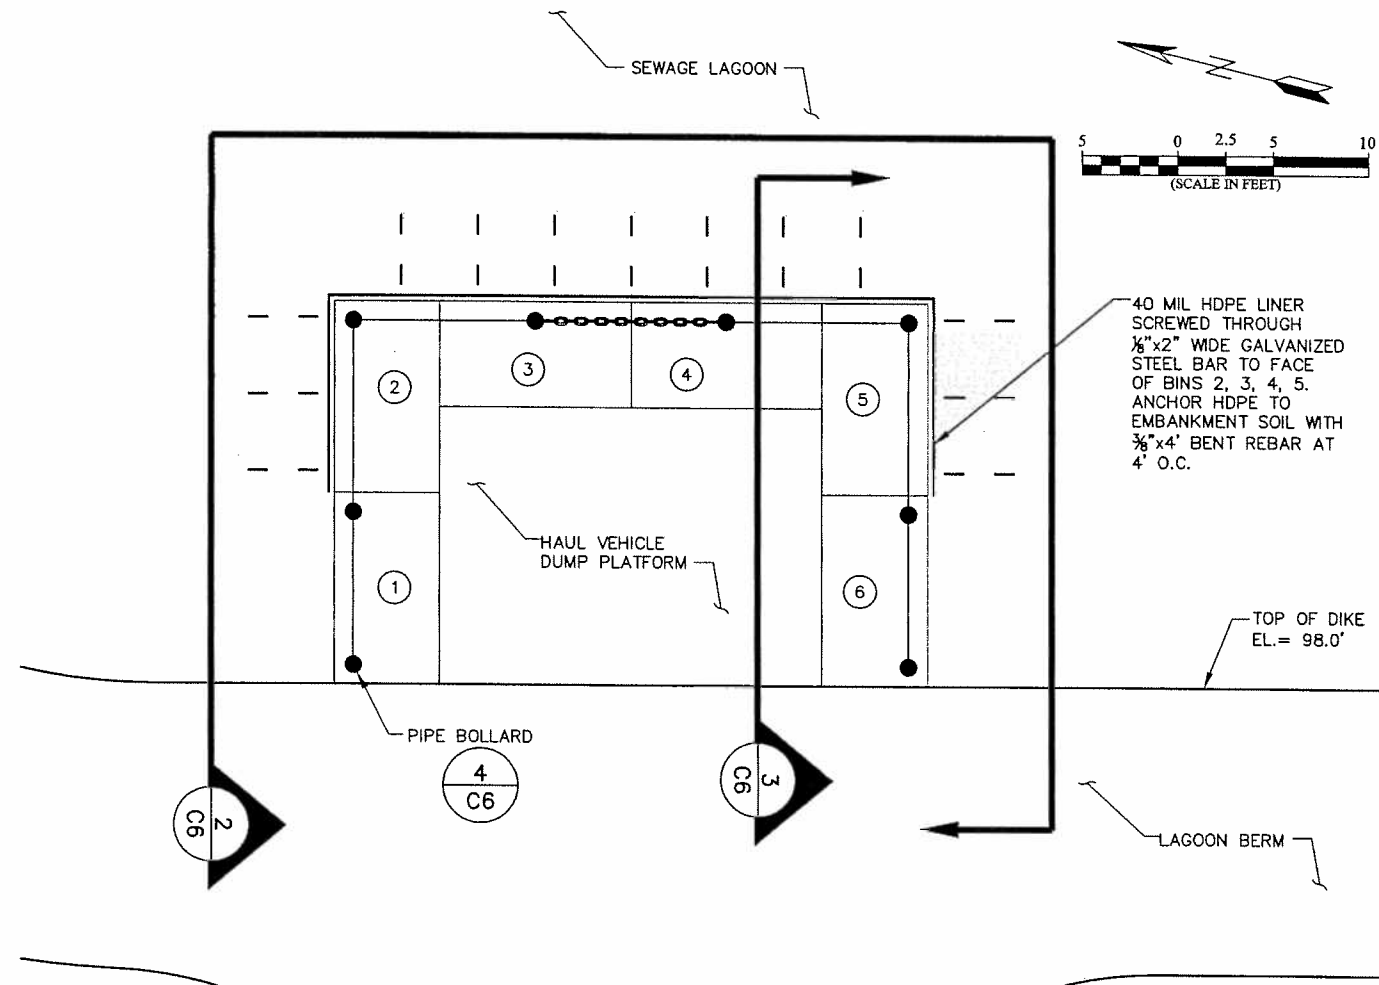 SEWAGE LAGOON
N
5 0 2.5 5 10
(SCALE IN FEET)
40 MIL HDPE LINER
SCREWED THROUGH
⅛"x2" WIDE GALVANIZED
STEEL BAR TO FACE
OF BINS 2, 3, 4, 5.
ANCHOR HDPE TO
EMBANKMENT SOIL WITH
⅜"x4' BENT REBAR AT
4' O.C.
3
4
2
5
HAUL VEHICLE
DUMP PLATFORM
1
6
TOP OF DIKE
EL.= 98.0'
PIPE BOLLARD
4
C6
3
C6
2
C6
LAGOON BERM